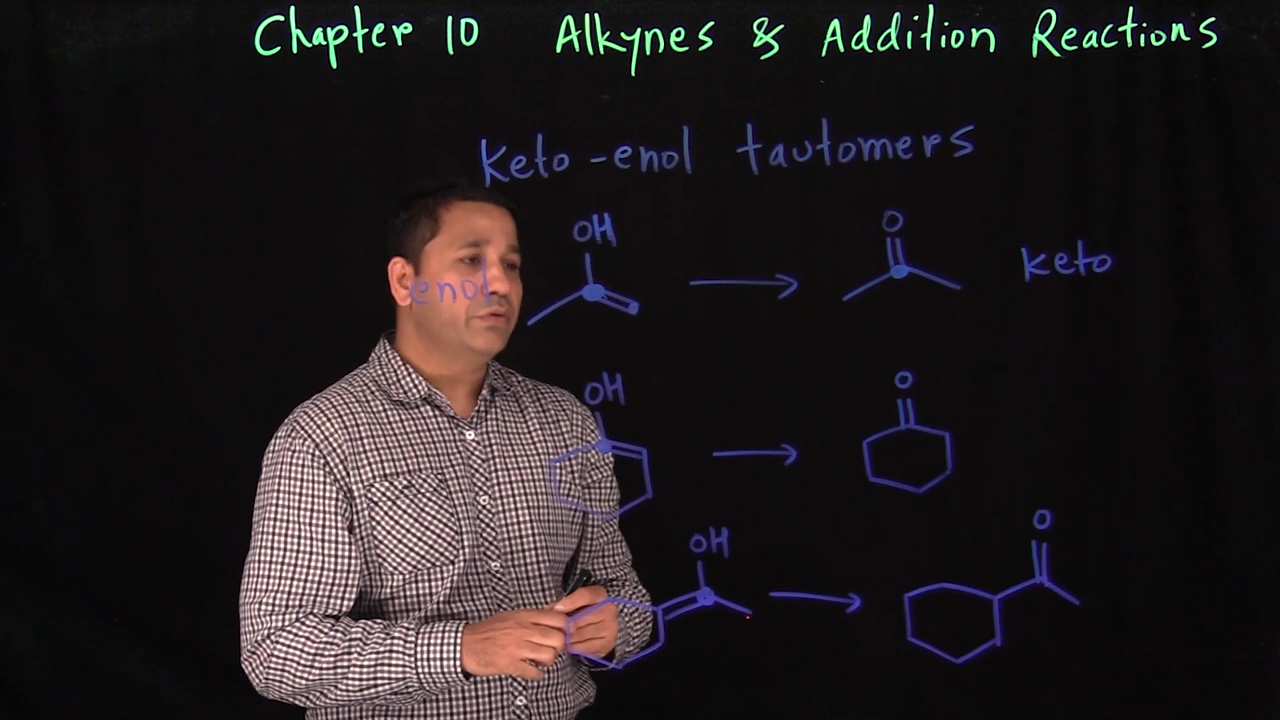 Chapter 10 Alkynes & Addition Reactions
Keto-enol tautomers
OH
O
enol
keto
OH
O
OH
O